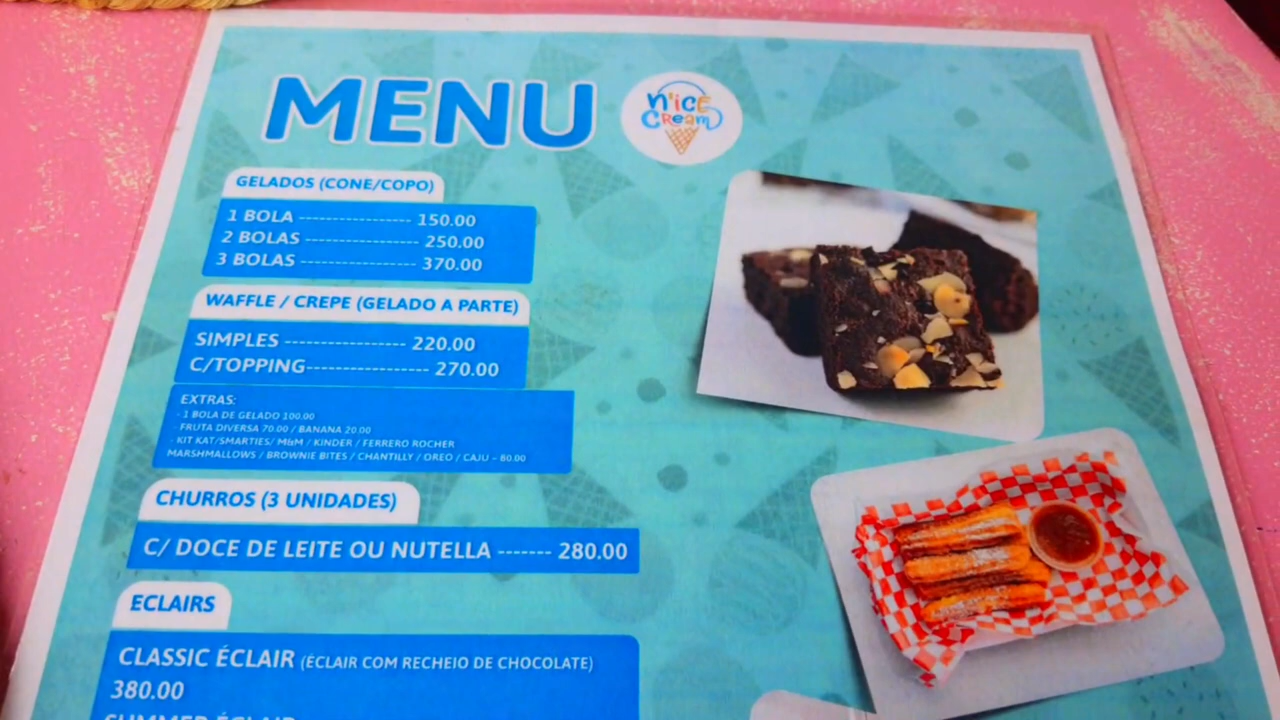 MENU
n'ice
cream
GELADOS (CONE/COPO)
1 BOLA ----------------- 150.00
2 BOLAS ----------------- 250.00
3 BOLAS ----------------- 370.00
WAFFLE / CREPE (GELADO A PARTE)
SIMPLES ----------------- 220.00
C/TOPPING----------------- 270.00
EXTRAS:
- 1 BOLA DE GELADO 100.00
- FRUTA DIVERSA 70.00 / BANANA 20.00
- KIT KAT/SMARTIES/ M&M / KINDER / FERRERO ROCHER
MARSHMALLOWS / BROWNIE BITES / CHANTILLY / OREO / CAJU – 60.00
CHURROS (3 UNIDADES)
C/ DOCE DE LEITE OU NUTELLA ------- 280.00
ECLAIRS
CLASSIC ÉCLAIR (ÉCLAIR COM RECHEIO DE CHOCOLATE)
380.00
SUMMER ÉCLAIR